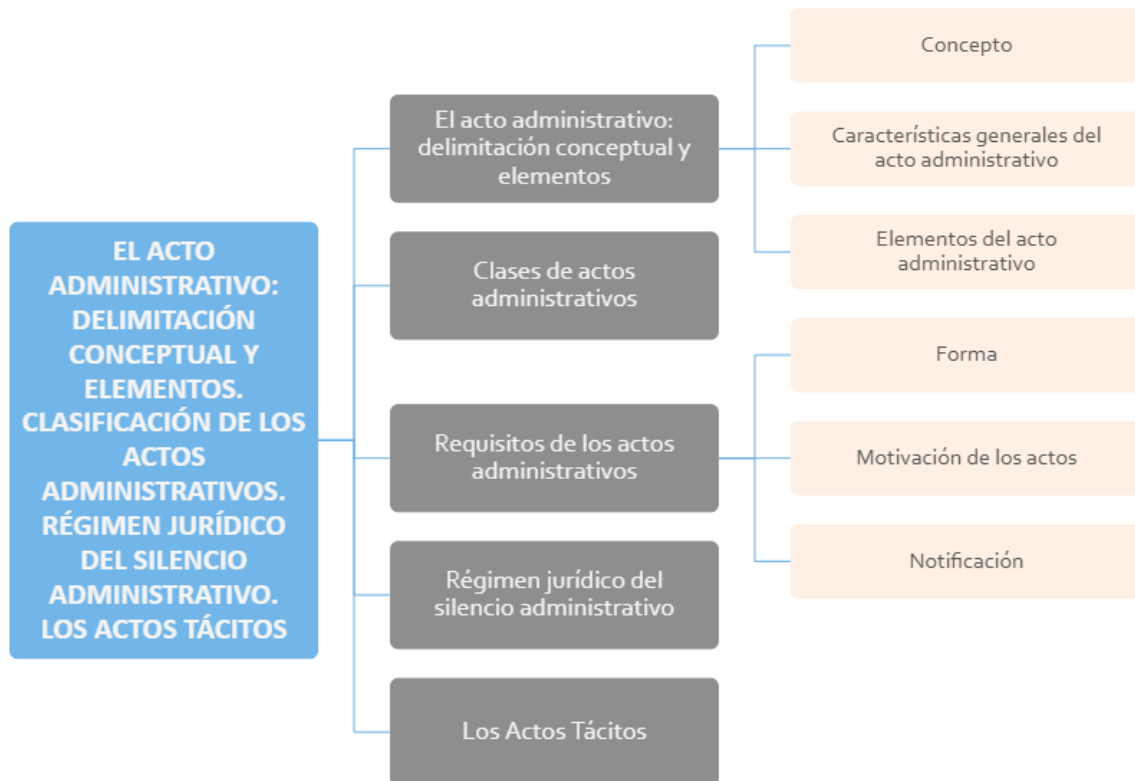 EL ACTO
ADMINISTRATIVO:
DELIMITACIÓN
CONCEPTUAL Y
ELEMENTOS.
CLASIFICACIÓN DE LOS
ACTOS
ADMINISTRATIVOS.
RÉGIMEN JURÍDICO
DEL SILENCIO
ADMINISTRATIVO.
LOS ACTOS TÁCITOS
El acto administrativo:
delimitación conceptual y
elementos
Concepto
Carácterísticas generales del
acto administrativo
Elementos del acto
administrativo
Clases de actos
administrativos
Requisitos de los actos
administrativos
Forma
Motivación de los actos
Notificación
Régimen jurídico del
silencio administrativo
Los Actos Tácitos